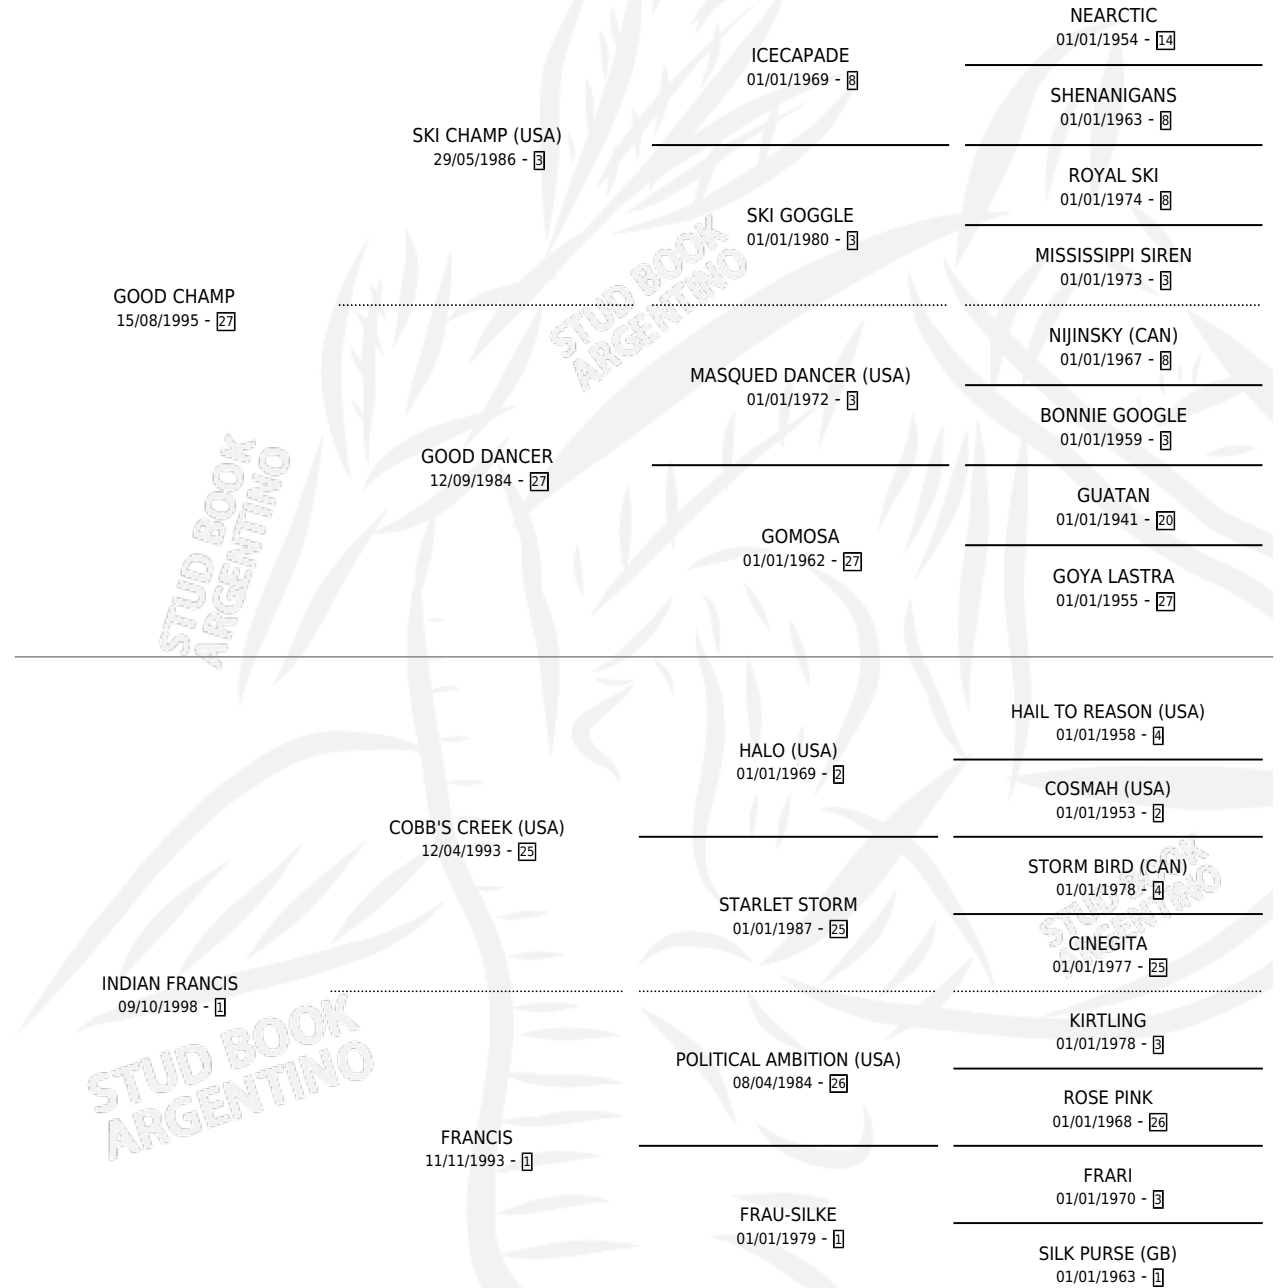 NEARCTIC
01/01/1954 - 14
ICECAPADE
01/01/1969 - 8
SHENANIGANS
01/01/1963 - 8
SKI CHAMP (USA)
29/05/1986 - 3
ROYAL SKI
01/01/1974 - 8
SKI GOGGLE
01/01/1980 - 3
MISSISSIPPI SIREN
01/01/1973 - 3
GOOD CHAMP
15/08/1995 - 27
NIJINSKY (CAN)
01/01/1967 - 8
MASQUED DANCER (USA)
01/01/1972 - 3
BONNIE GOOGLE
01/01/1959 - 3
GOOD DANCER
12/09/1984 - 27
GUATAN
01/01/1941 - 20
GOMOSA
01/01/1962 - 27
GOYA LASTRA
01/01/1955 - 27
HAIL TO REASON (USA)
01/01/1958 - 4
HALO (USA)
01/01/1969 - 2
COSMAH (USA)
01/01/1953 - 2
COBB'S CREEK (USA)
12/04/1993 - 25
STORM BIRD (CAN)
01/01/1978 - 4
STARLET STORM
01/01/1987 - 25
CINEGITA
01/01/1977 - 25
INDIAN FRANCIS
09/10/1998 - 1
KIRTLING
01/01/1978 - 3
POLITICAL AMBITION (USA)
08/04/1984 - 26
ROSE PINK
01/01/1968 - 26
FRANCIS
11/11/1993 - 1
FRARI
01/01/1970 - 3
FRAU-SILKE
01/01/1979 - 1
SILK PURSE (GB)
01/01/1963 - 1
STUD BOOK
ARGENTINO
STUD BOOK
ARGENTINO
STUD BOOK
ARGENTINO
STUD BOOK
ARGENTINO